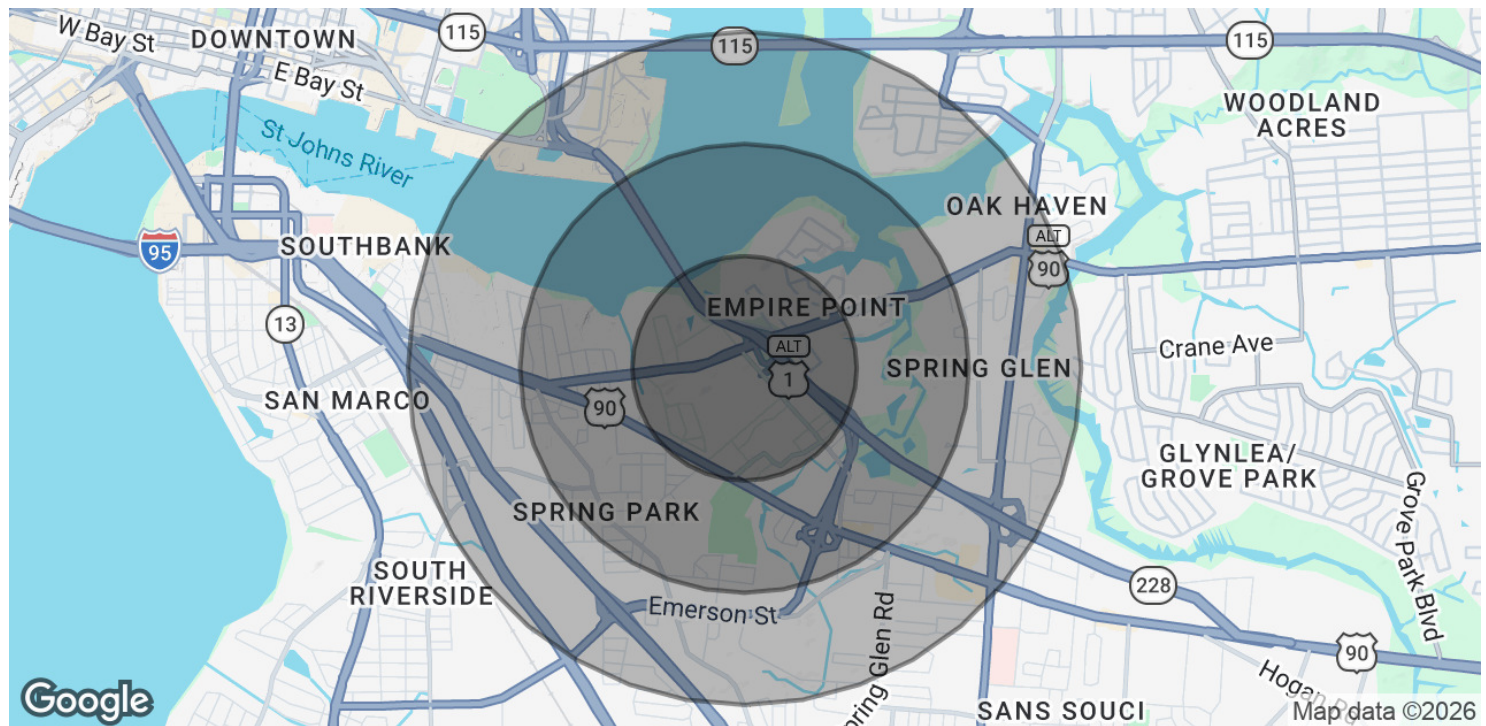 W Bay St
DOWNTOWN
115
115
115
E Bay St
WOODLAND
ACRES
St Johns River
OAK HAVEN
ALT
90
95
SOUTHBANK
13
EMPIRE POINT
ALT
1
Crane Ave
SPRING GLEN
SAN MARCO
90
GLYNLEA/
GROVE PARK
Grove Park Blvd
SPRING PARK
SOUTH
RIVERSIDE
Emerson St
228
90
Spring Glen Rd
Hogan
SANS SOUCI
Google
Map data ©2026